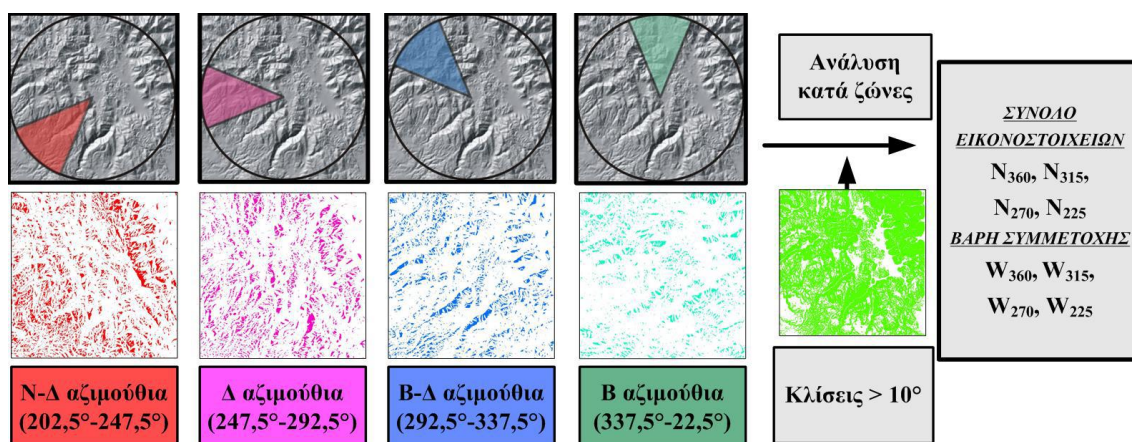 Ανάλυση
κατά ζώνες
ΣΥΝΟΛΟ
ΕΙΚΟΝΟΣΤΟΙΧΕΙΩΝ
N360, N315,
N270, N225
ΒΑΡΗ ΣΥΜΜΕΤΟΧΗΣ
W360, W315,
W270, W225
Ν-Δ αζιμούθια
(202,5°-247,5°)
Δ αζιμούθια
(247,5°-292,5°)
Β-Δ αζιμούθια
(292,5°-337,5°)
Β αζιμούθια
(337,5°-22,5°)
Κλίσεις > 10°